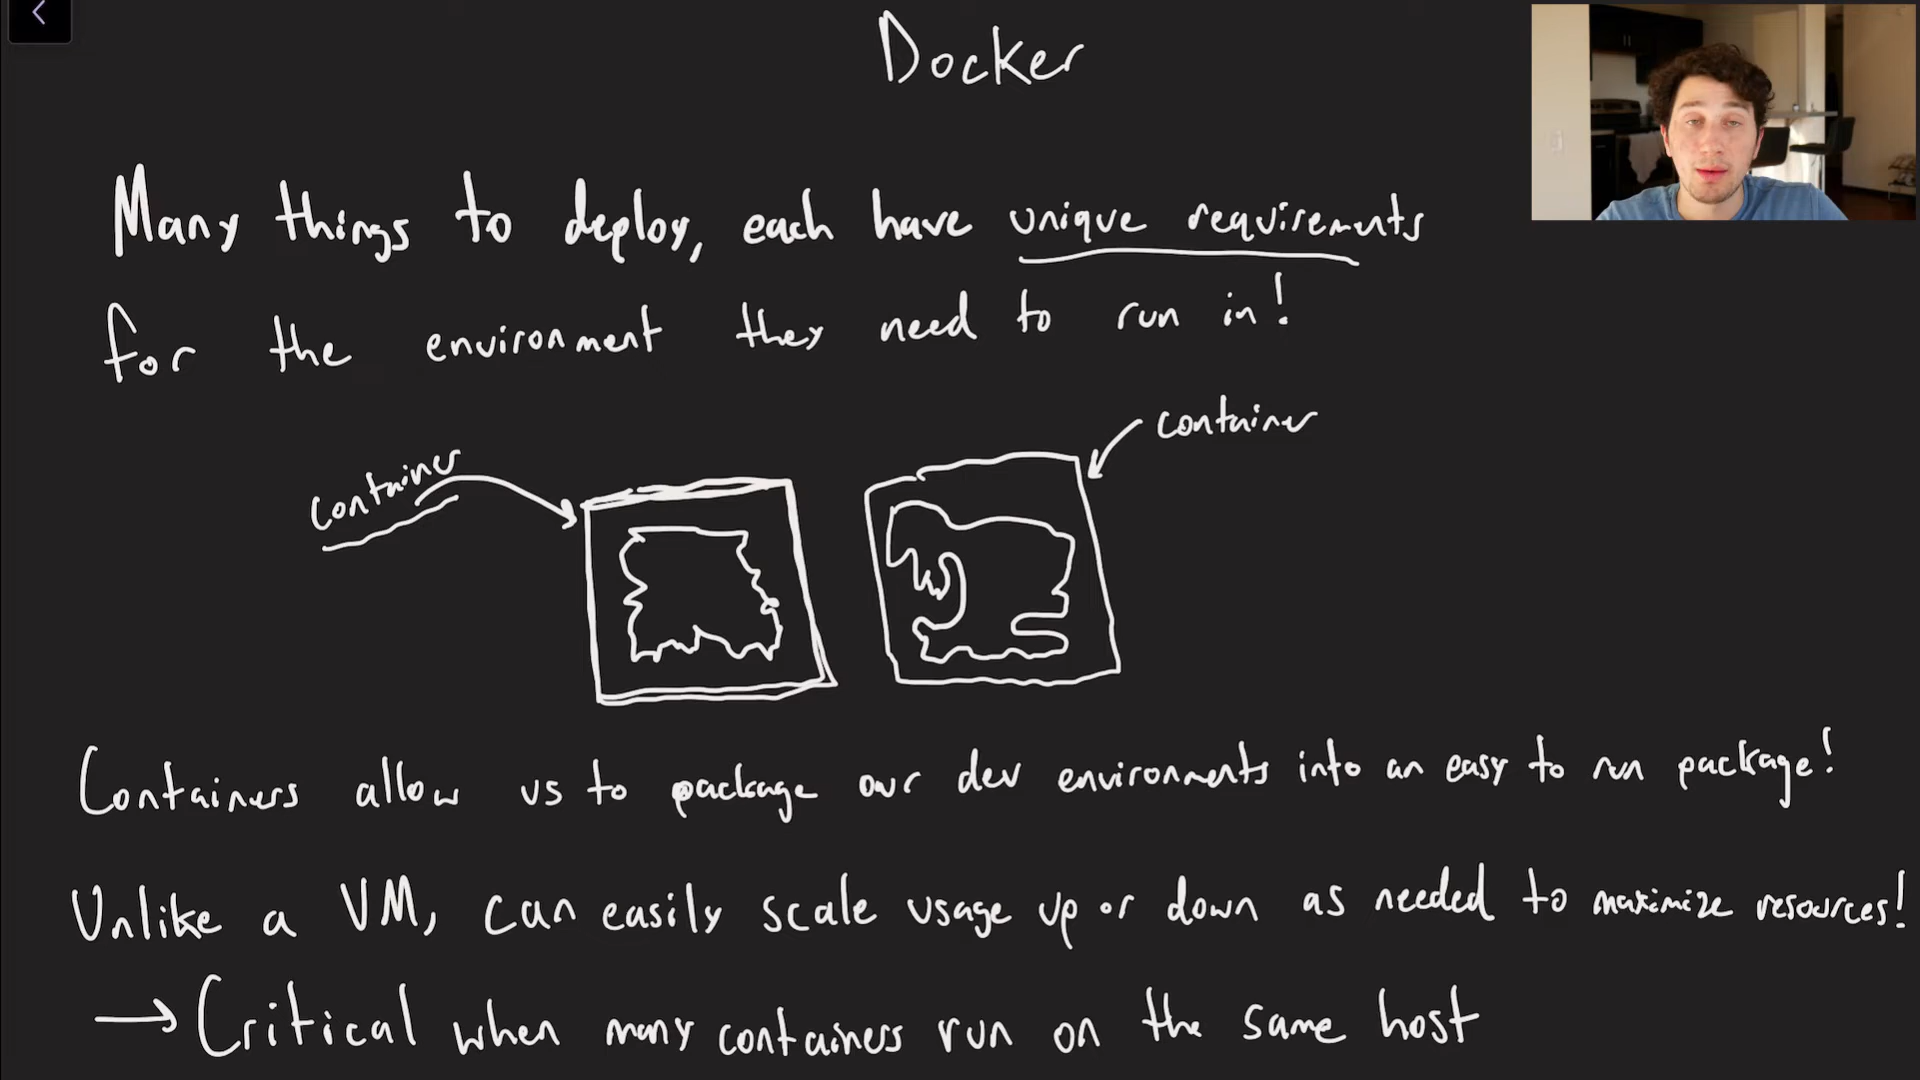 Docker
Many things to deploy, each have unique requirements
for the environment they need to run in!
container
container
Containers allow us to package our dev environments into an easy to run package!
Unlike a VM, can easily scale usage up or down as needed to maximize resources!
→ Critical when many containers run on the same host